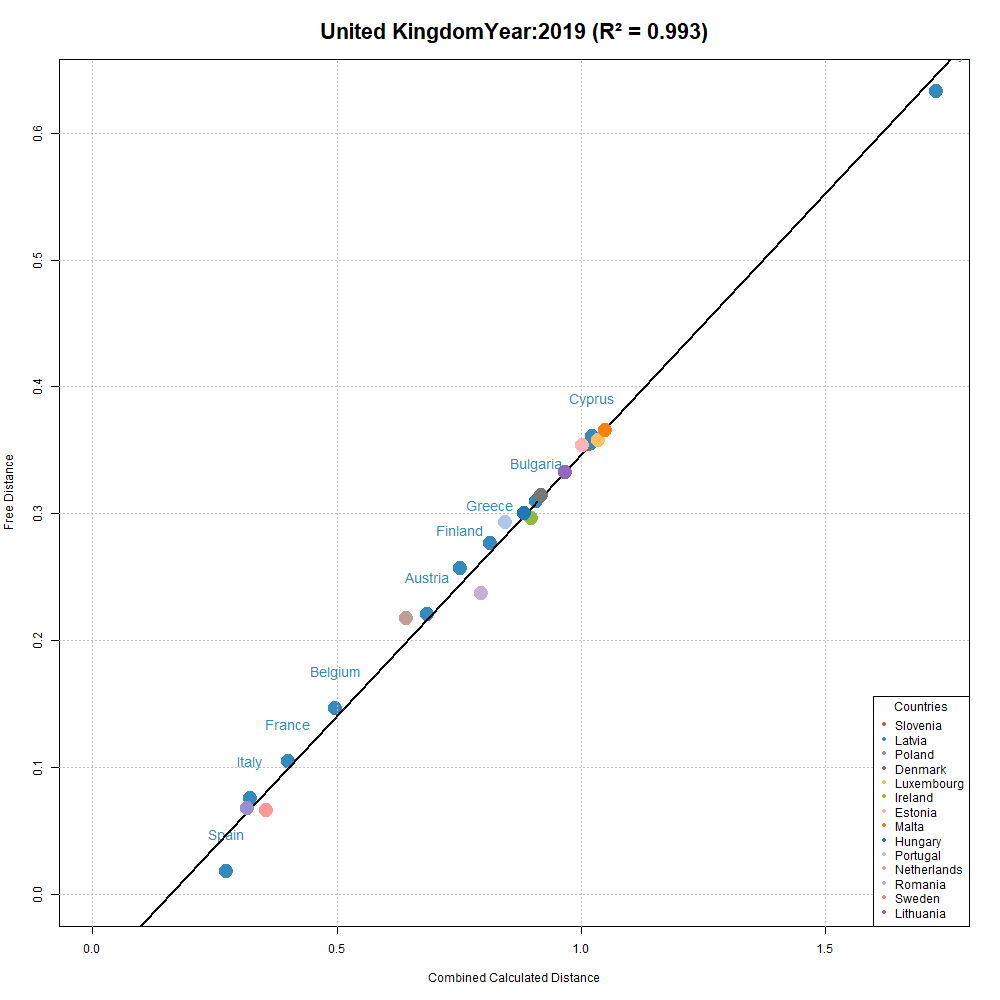 United KingdomYear:2019 (R² = 0.993)
Free Distance
0.6
0.5
0.4
0.3
0.2
0.1
0.0
Cyprus
Bulgaria
Greece
Finland
Austria
Belgium
France
Italy
Spain
Countries
Slovenia
Latvia
Poland
Denmark
Luxembourg
Ireland
Estonia
Malta
Hungary
Portugal
Netherlands
Romania
Sweden
Lithuania
0.0 0.5 1.0 1.5
Combined Calculated Distance